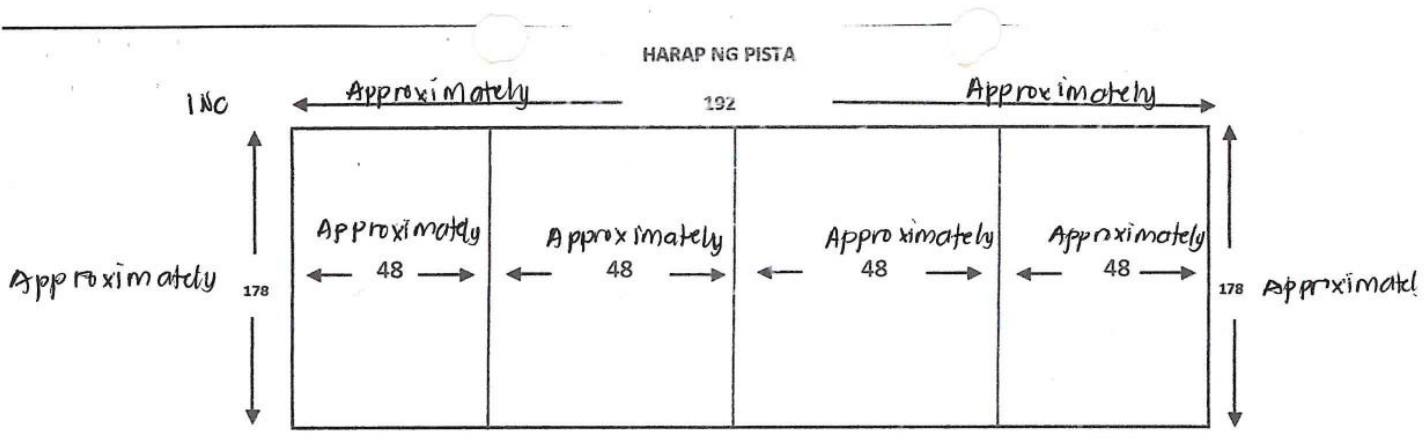 HARAP NG PISTA
INC Approximately 192 Approximately
Approximately Approximately Approximately Approximately
48 48 48 48
Approximately 178 178 Approximatel